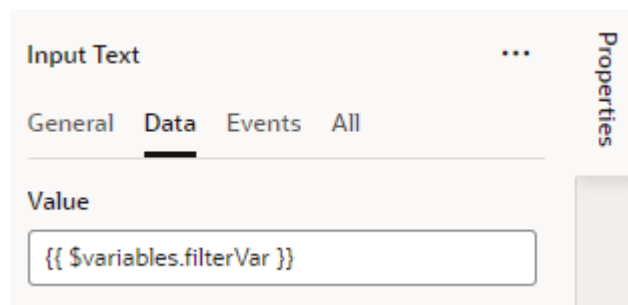 Input Text
...
General Data Events All
Value
{{ $variables.filterVar }}
Properties